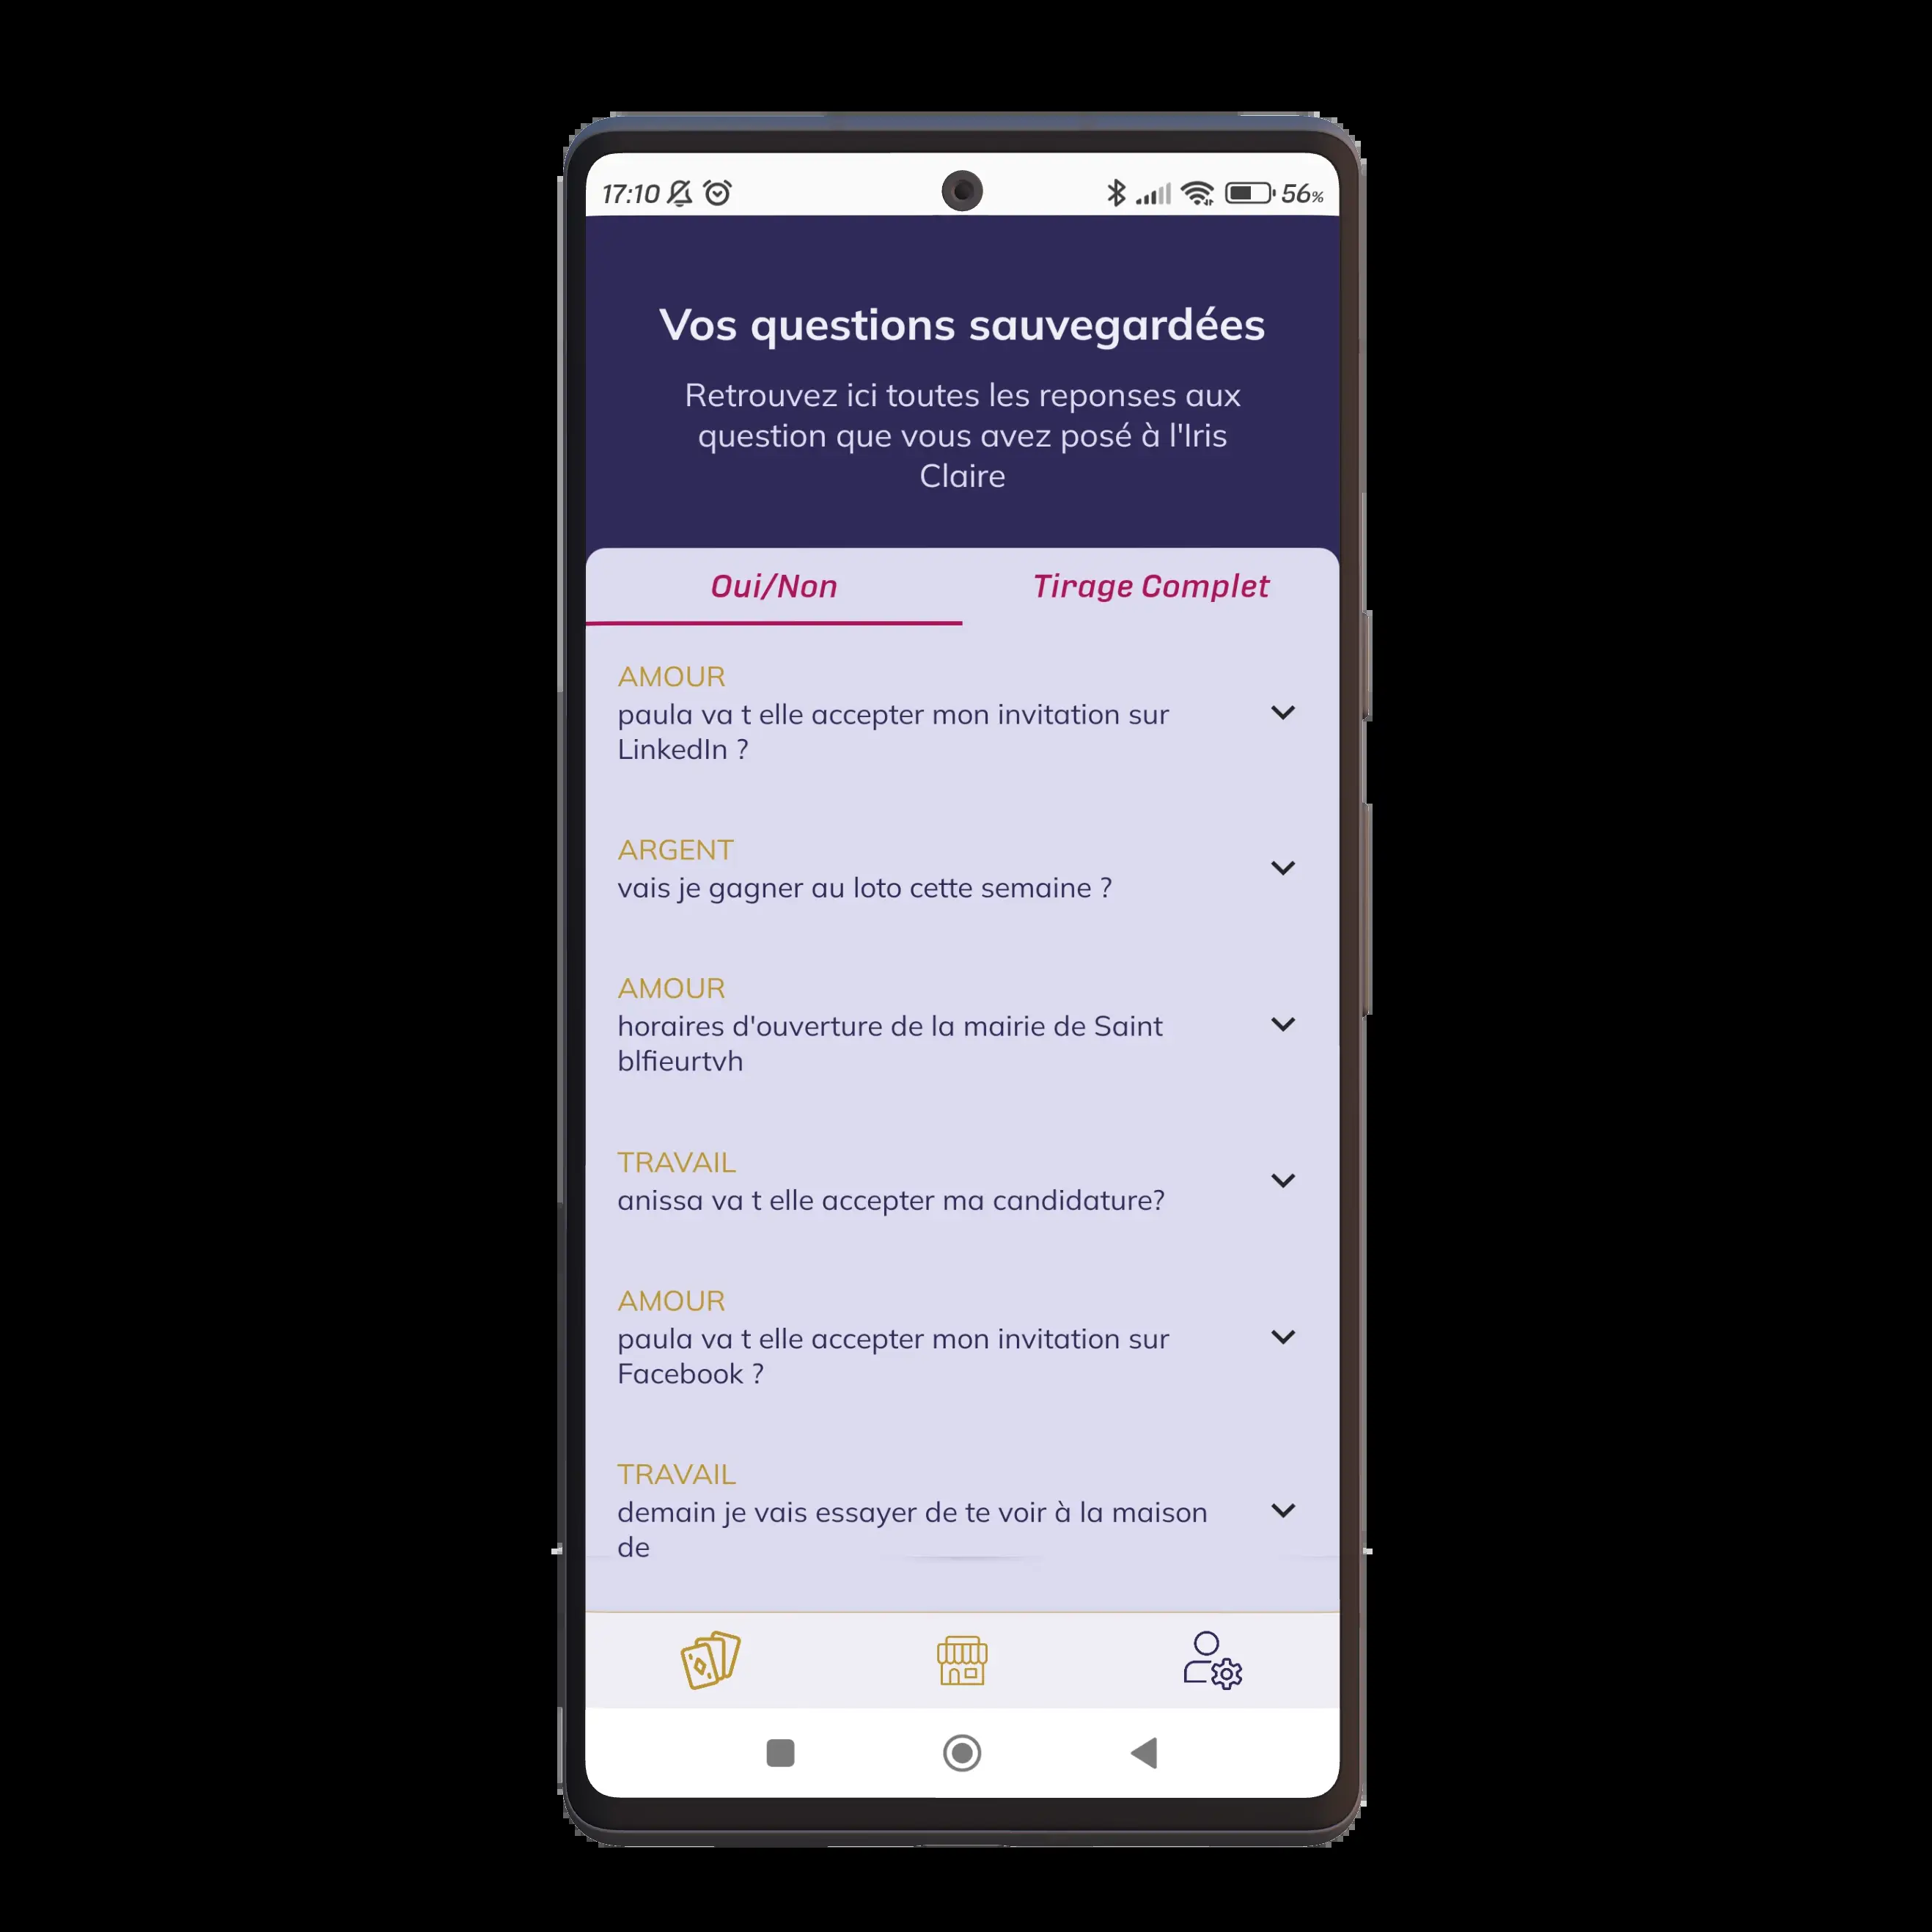 17:10 56%
Vos questions sauvegardées
Retrouvez ici toutes les reponses aux
question que vous avez posé à l'Iris
Claire
Oui/Non Tirage Complet
AMOUR
paula va t elle accepter mon invitation sur
LinkedIn ?
ARGENT
vais je gagner au loto cette semaine ?
AMOUR
horaires d'ouverture de la mairie de Saint
blfieurtvh
TRAVAIL
anissa va t elle accepter ma candidature?
AMOUR
paula va t elle accepter mon invitation sur
Facebook ?
TRAVAIL
demain je vais essayer de te voir à la maison
de